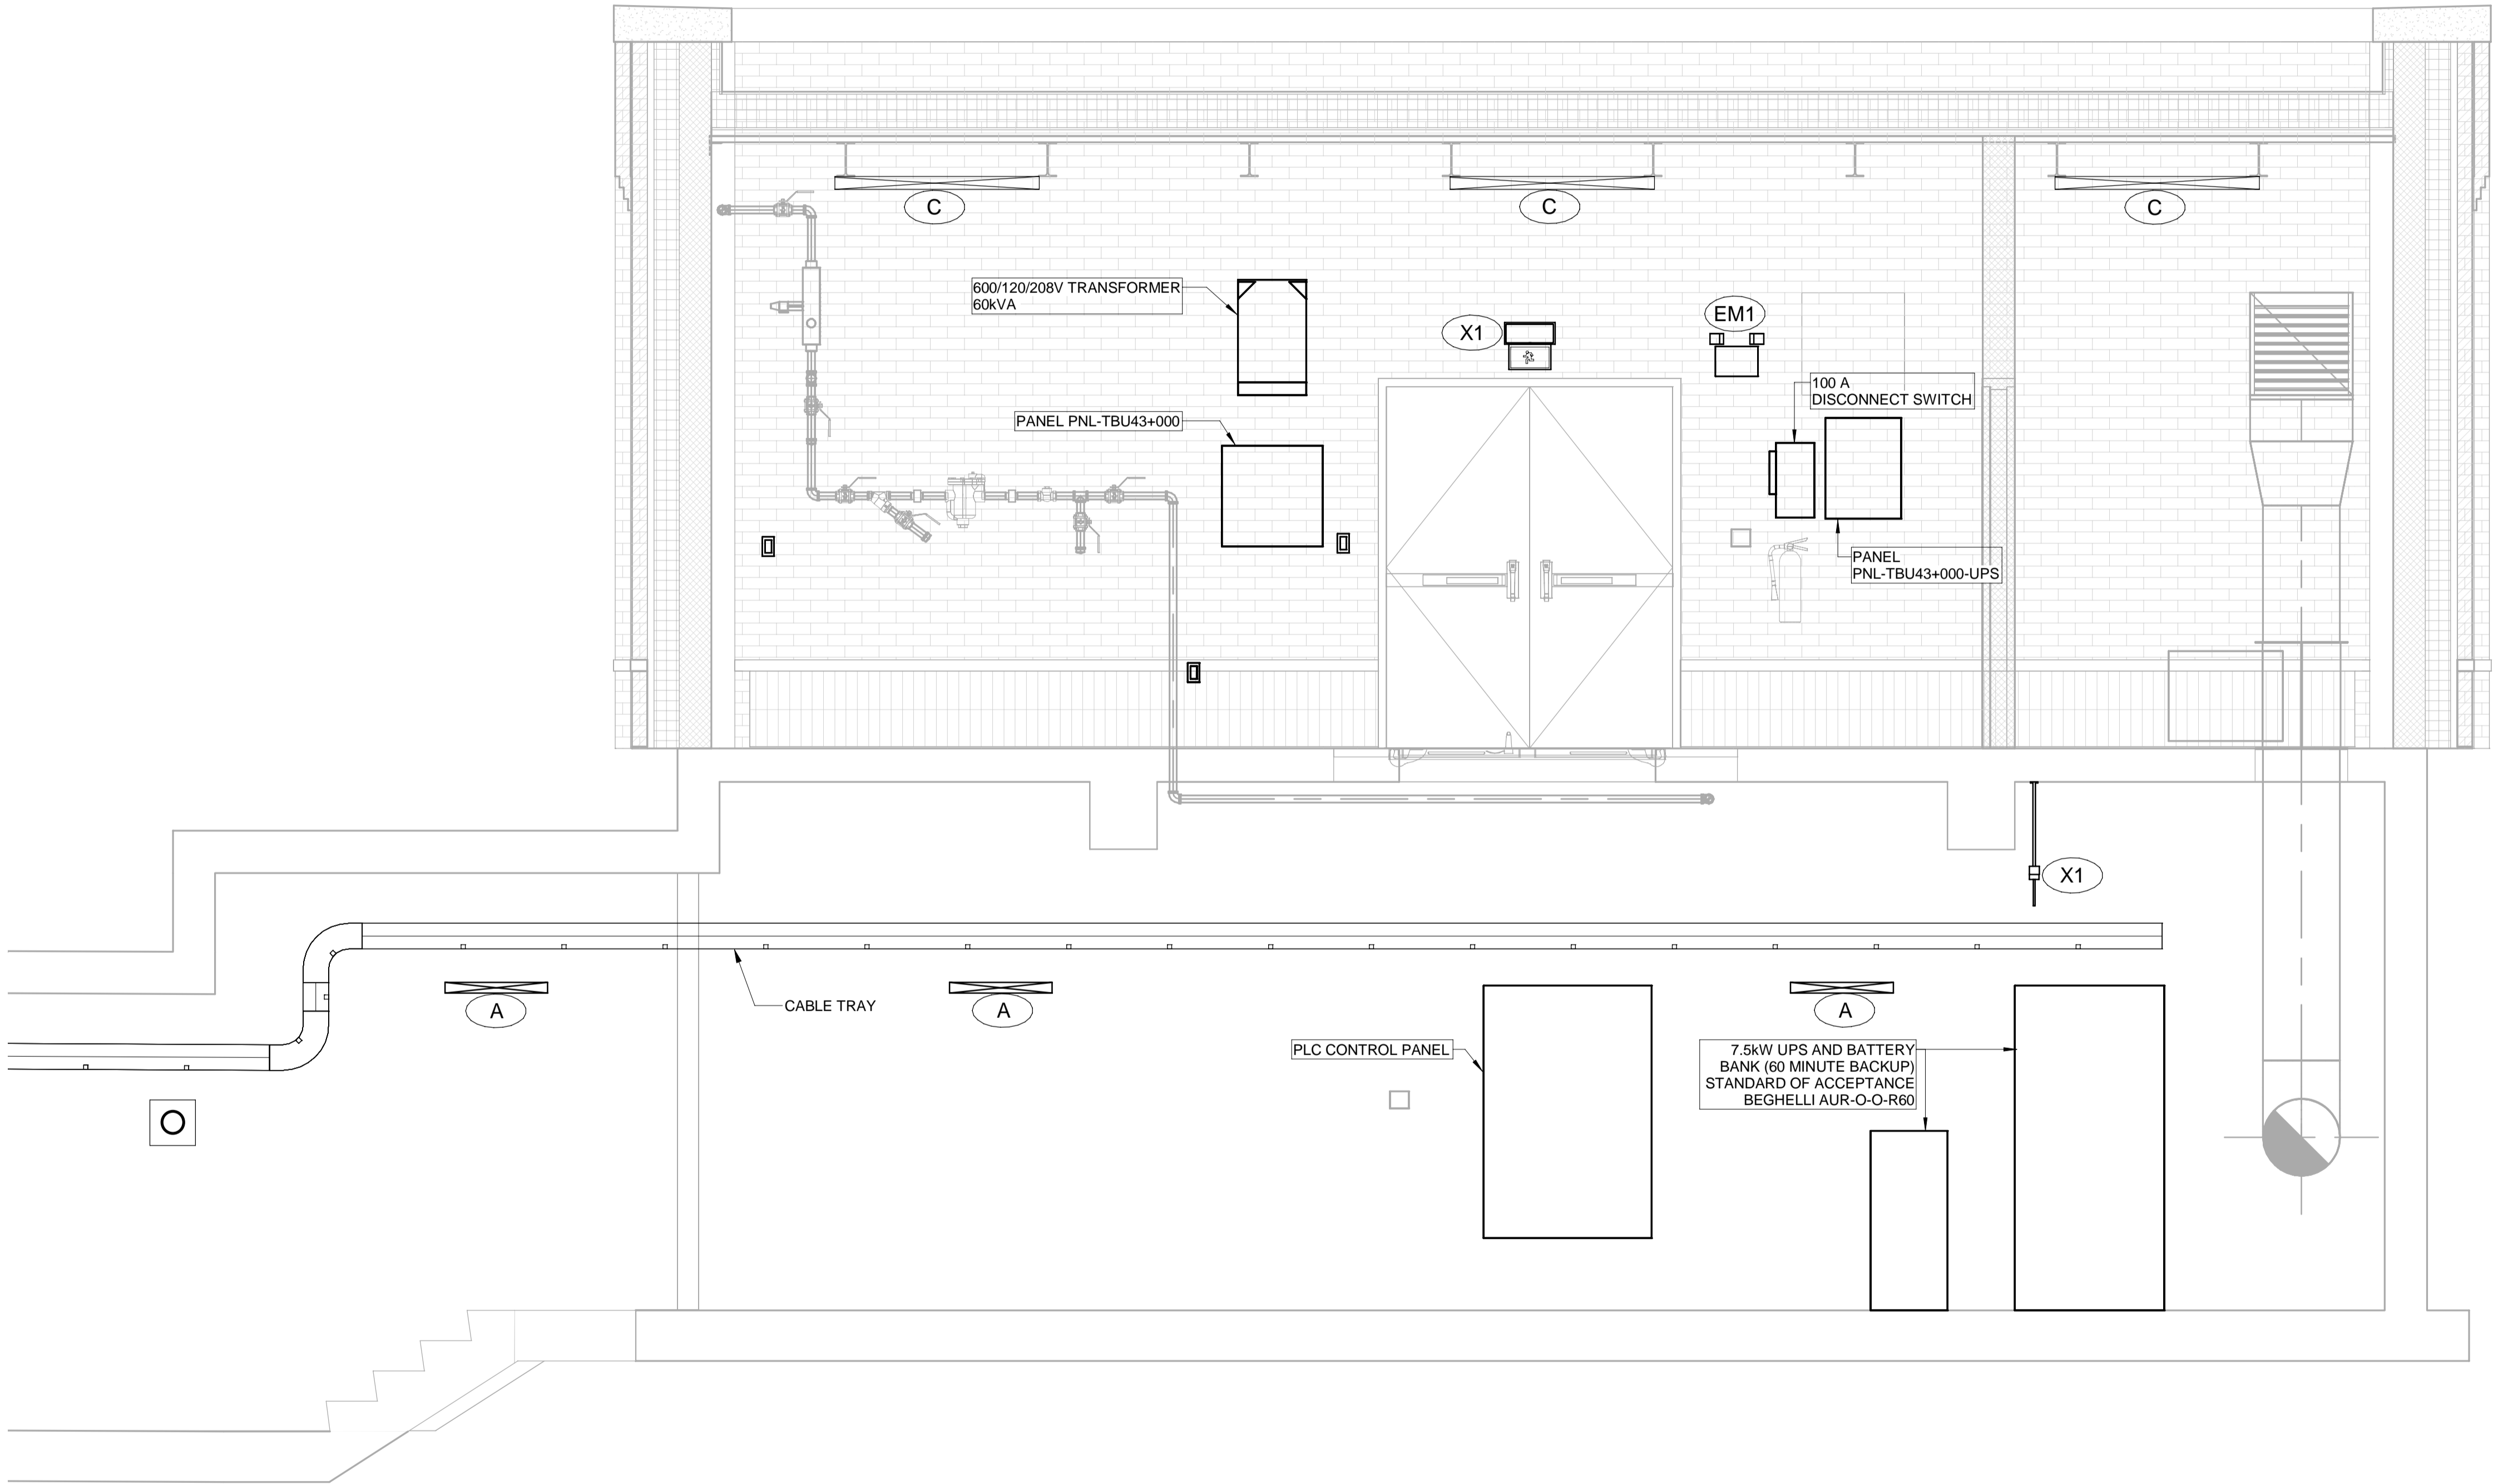 C
C
C
600/120/208V TRANSFORMER
60kVA
EM1
X1
100 A
DISCONNECT SWITCH
PANEL PNL-TBU43+000
PANEL
PNL-TBU43+000-UPS
X1
A
CABLE TRAY
A
A
PLC CONTROL PANEL
7.5kW UPS AND BATTERY
BANK (60 MINUTE BACKUP)
STANDARD OF ACCEPTANCE
BEGHELLI AUR-O-O-R60